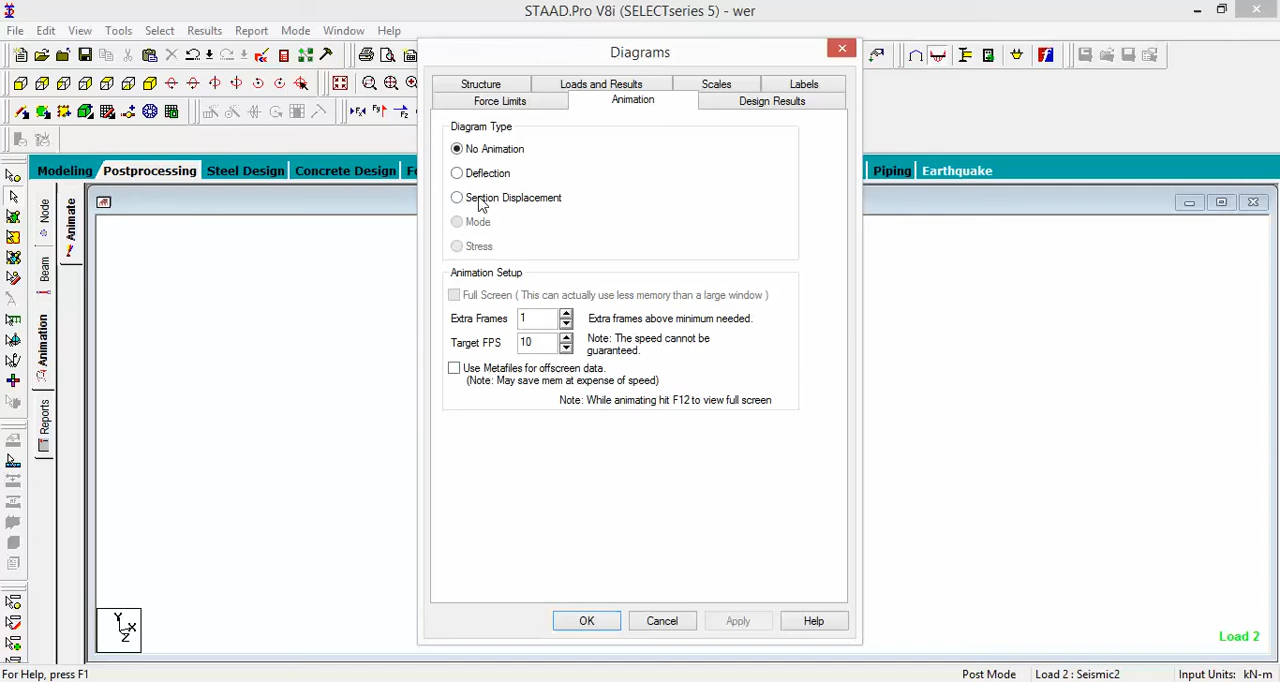 STAAD.Pro V8i (SELECTseries 5) - wer
File Edit View Tools Select Results Report Mode Window Help
Diagrams
Structure Loads and Results Scales Labels
Force Limits Animation Design Results
Modeling Postprocessing Steel Design Concrete Design Piping Earthquake
Node
Beam
Animation
Reports
Animate
Diagram Type
No Animation
Deflection
Section Displacement
Mode
Stress
Animation Setup
Full Screen ( This can actually use less memory than a large window )
Extra Frames 1 Extra frames above minimum needed.
Target FPS 10 Note: The speed cannot be
guaranteed.
Use Metafiles for offscreen data.
(Note: May save mem at expense of speed)
Note: While animating hit F12 to view full screen
OK Cancel Apply Help
Y
X
Z
Load 2
For Help, press F1 Post Mode Load 2 : Seismic2 Input Units: kN-m